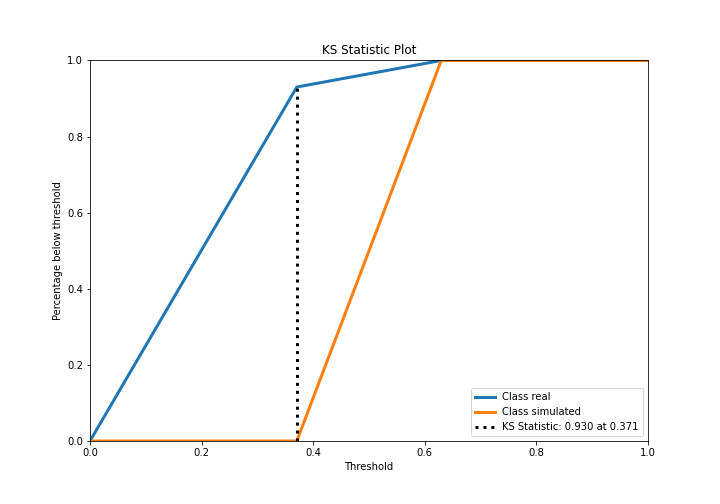 KS Statistic Plot
1.0
0.8
0.6
0.4
0.2
0.0
Percentage below threshold
0.0 0.2 0.4 0.6 0.8 1.0
Threshold
Class real
Class simulated
KS Statistic: 0.930 at 0.371